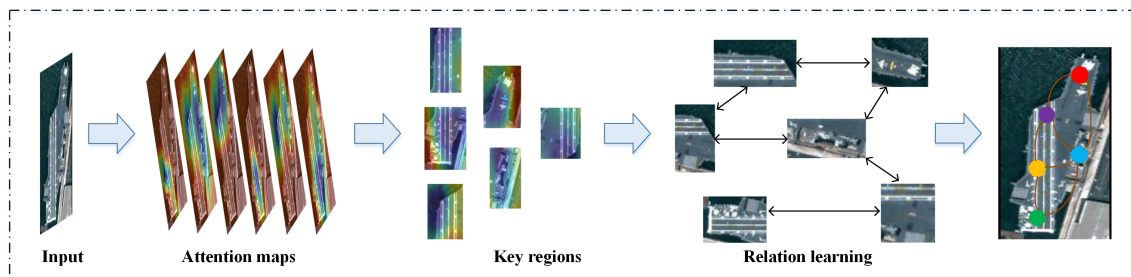 Input
Attention maps
Key regions
Relation learning